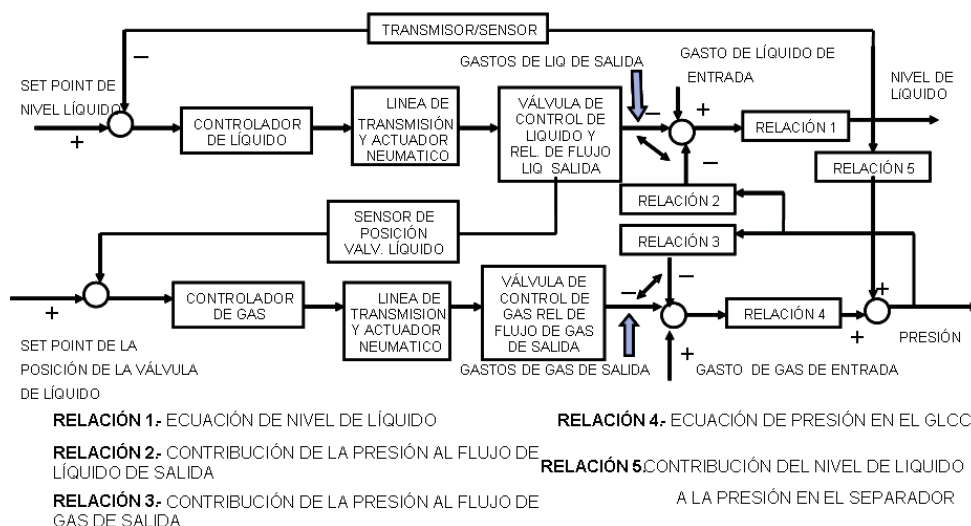 TRANSMISOR/SENSOR
GASTOS DE LIQ DE SALIDA
GASTO DE LÍQUIDO DE
ENTRADA
NIVEL DE
LÍQUIDO
SET POINT DE
NIVEL LÍQUIDO
−
+
CONTROLADOR
DE LÍQUIDO
LINEA DE
TRANSMISIÓN
Y ACTUADOR
NEUMATICO
VÁLVULA DE
CONTROL DE
LIQUIDO Y
REL. DE FLUJO
LIQ SALIDA
−
+
−
RELACIÓN 1
RELACIÓN 5
RELACIÓN 2
RELACIÓN 3
SENSOR DE
POSICIÓN
VALV. LÍQUIDO
+
CONTROLADOR
DE GAS
LINEA DE
TRANSMISION
Y ACTUADOR
NEUMATICO
VÁLVULA DE
CONTROL DE
GAS REL DE
FLUJO DE GAS
DE SALIDA
−
−
+
RELACIÓN 4
+
+
PRESIÓN
SET POINT DE LA
POSICIÓN DE LA VÁLVULA
DE LÍQUIDO
GASTOS DE GAS DE SALIDA
GASTO DE GAS DE ENTRADA
RELACIÓN 1.- ECUACIÓN DE NIVEL DE LÍQUIDO
RELACIÓN 2.- CONTRIBUCIÓN DE LA PRESIÓN AL FLUJO DE
LÍQUIDO DE SALIDA
RELACIÓN 3.- CONTRIBUCIÓN DE LA PRESIÓN AL FLUJO DE
GAS DE SALIDA
RELACIÓN 4.- ECUACIÓN DE PRESIÓN EN EL GLCC
RELACIÓN 5.CONTRIBUCIÓN DEL NIVEL DE LIQUIDO
A LA PRESIÓN EN EL SEPARADOR